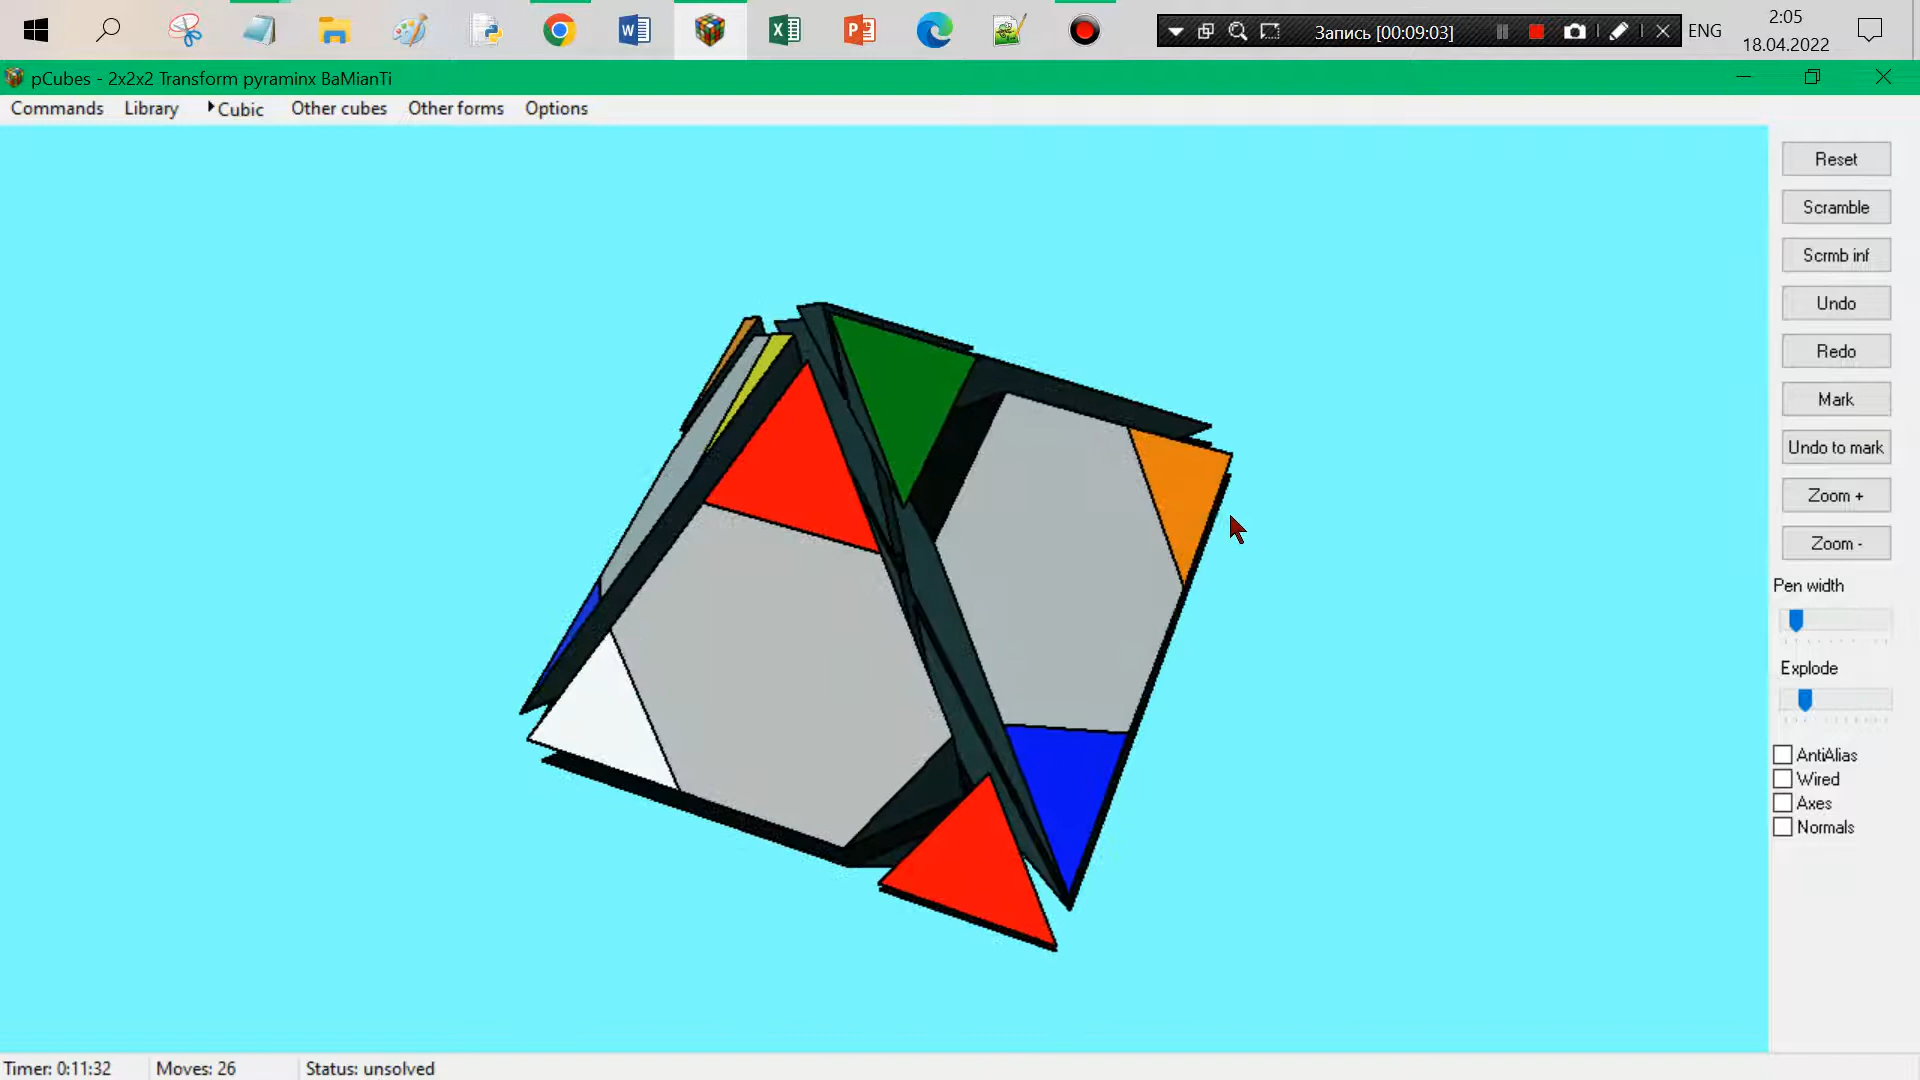 Запись [00:09:03]
ENG
2:05
18.04.2022
pCubes - 2x2x2 Transform pyraminx BaMianTi
Commands Library Cubic Other cubes Other forms Options
Reset
Scramble
Scrmb inf
Undo
Redo
Mark
Undo to mark
Zoom +
Zoom -
Pen width
Explode
AntiAlias
Wired
Axes
Normals
Timer: 0:11:32 Moves: 26 Status: unsolved